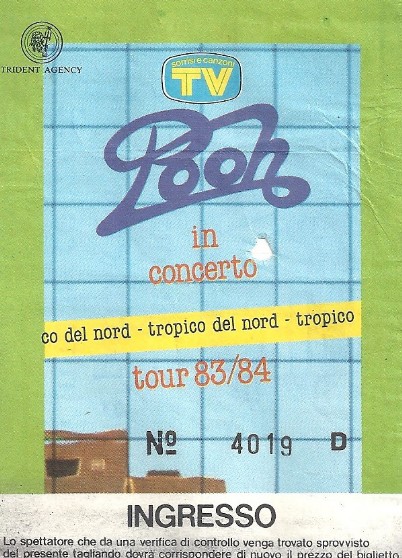 TRIDENT AGENCY
sorrisi e canzoni
TV
Pooh
in
concerto
co del nord - tropico del nord - tropico
tour 83/84
Nº 4019 D
INGRESSO
Lo spettatore che da una verifica di controllo venga trovato sprovvisto
del presente tagliando dovrà corrispondere di nuovo il prezzo del biglietto